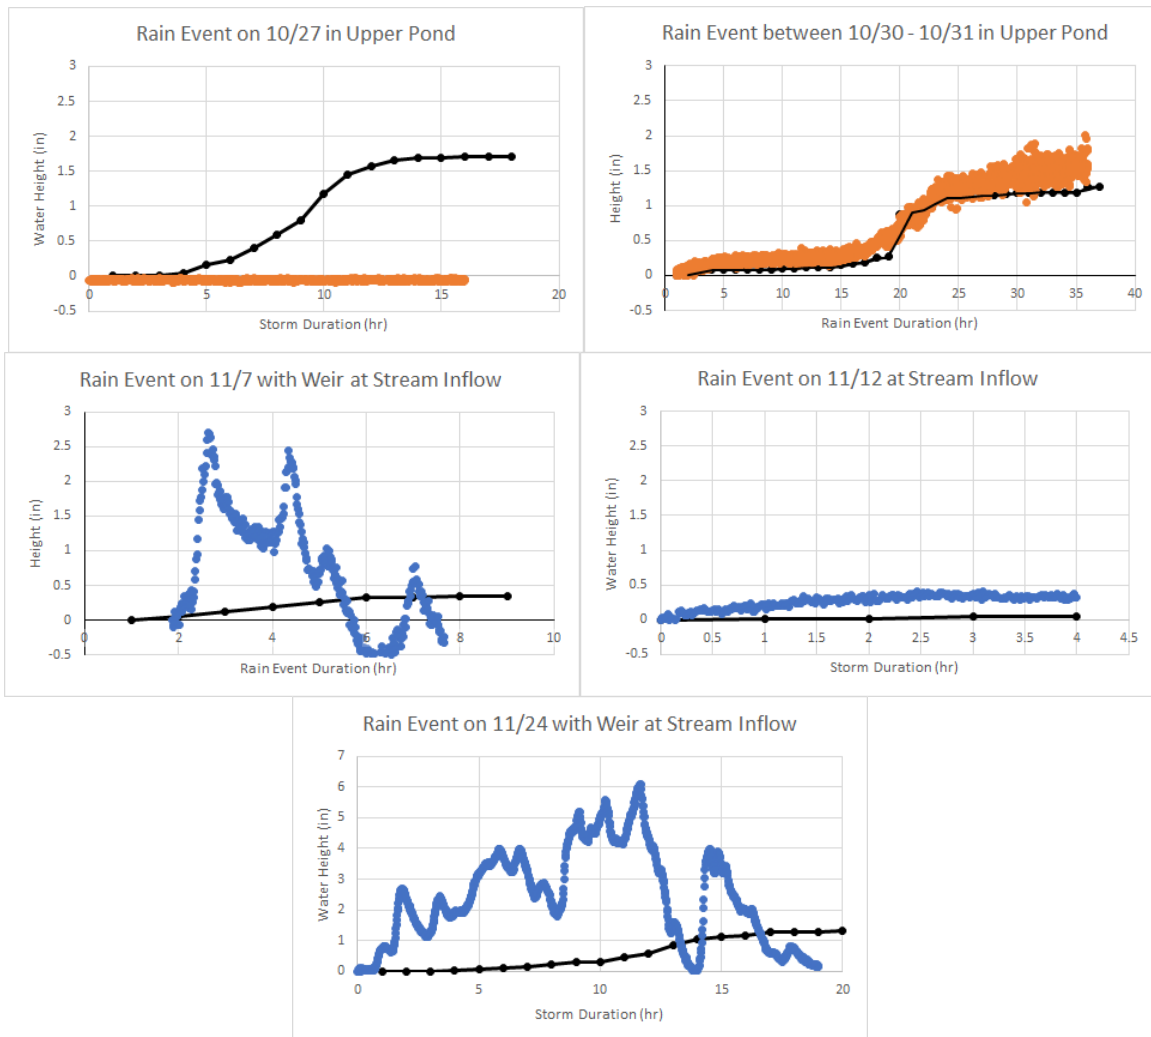 Rain Event on 10/27 in Upper Pond
3
2.5
2
1.5
1
0.5
0
-0.5
Water Height (in)
0 5 10 15 20
Storm Duration (hr)
Rain Event between 10/30 - 10/31 in Upper Pond
3
2.5
2
1.5
1
0.5
0
-0.5
Height (in)
0 5 10 15 20 25 30 35 40
Rain Event Duration (hr)
Rain Event on 11/7 with Weir at Stream Inflow
3
2.5
2
1.5
1
0.5
0
-0.5
Height (in)
0 2 4 6 8 10
Rain Event Duration (hr)
Rain Event on 11/12 at Stream Inflow
3
2.5
2
1.5
1
0.5
0
-0.5
Water Height (in)
0 0.5 1 1.5 2 2.5 3 3.5 4 4.5
Storm Duration (hr)
Rain Event on 11/24 with Weir at Stream Inflow
7
6
5
4
3
2
1
0
Water Height (in)
0 5 10 15 20
Storm Duration (hr)